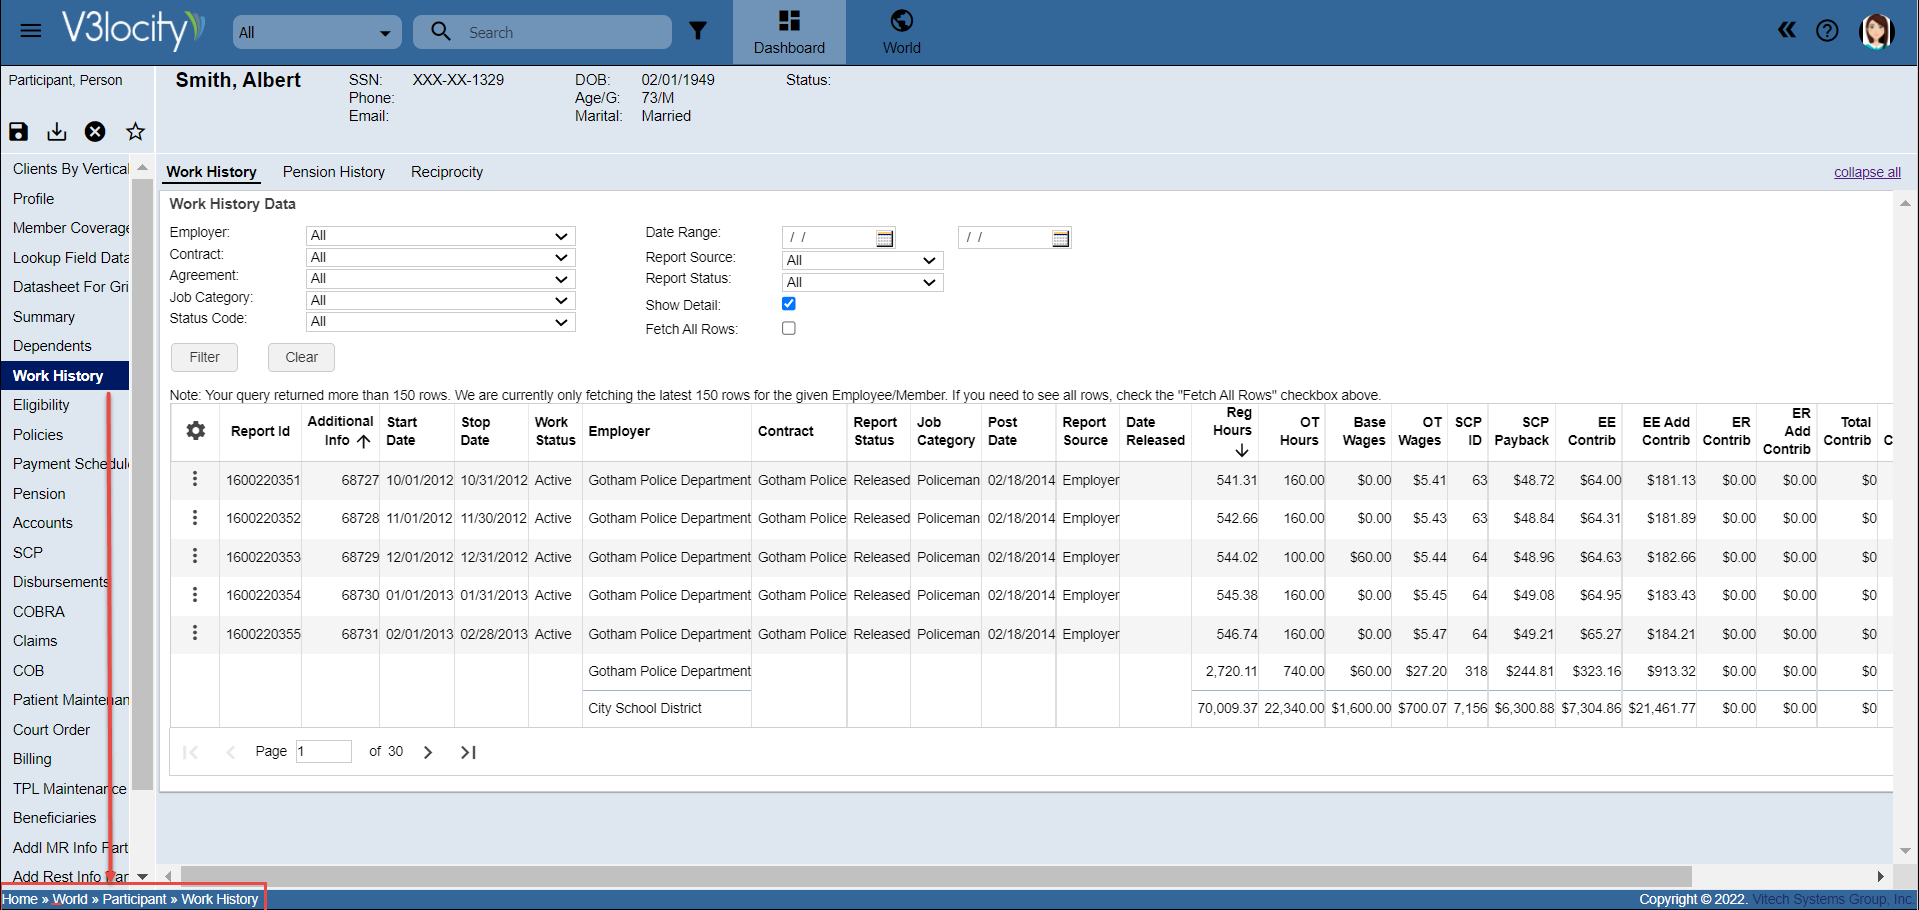 V3locity
All
Search
Dashboard
World
Participant, Person
Smith, Albert
SSN: XXX-XX-1329
Phone:
Email:
DOB: 02/01/1949
Age/G: 73/M
Marital: Married
Status:
Clients By Vertical
Profile
Member Coverage
Lookup Field Data
Datasheet For Gri
Summary
Dependents
Work History
Eligibility
Policies
Payment Schedul
Pension
Accounts
SCP
Disbursements
COBRA
Claims
COB
Patient Maintenan
Court Order
Billing
TPL Maintenance
Beneficiaries
Addl MR Info Part
Add Rest Info Par
Work History Pension History Reciprocity
collapse all
Work History Data
Employer: All
Contract: All
Agreement: All
Job Category: All
Status Code: All
Date Range: / / / /
Report Source: All
Report Status: All
Show Detail:
Fetch All Rows:
Filter Clear
Note: Your query returned more than 150 rows. We are currently only fetching the latest 150 rows for the given Employee/Member. If you need to see all rows, check the "Fetch All Rows" checkbox above.
Report Id Additional Info Start Date Stop Date Work Status Employer Contract Report Status Job Category Post Date Report Source Date Released Reg Hours OT Hours Base Wages OT Wages SCP ID SCP Payback EE Contrib EE Add Contrib ER Contrib ER Add Contrib Total Contrib C
1600220351 68727 10/01/2012 10/31/2012 Active Gotham Police Department Gotham Police Released Policeman 02/18/2014 Employer 541.31 160.00 $0.00 $5.41 63 $48.72 $64.00 $181.13 $0.00 $0.00 $0
1600220352 68728 11/01/2012 11/30/2012 Active Gotham Police Department Gotham Police Released Policeman 02/18/2014 Employer 542.66 160.00 $0.00 $5.43 63 $48.84 $64.31 $181.89 $0.00 $0.00 $0
1600220353 68729 12/01/2012 12/31/2012 Active Gotham Police Department Gotham Police Released Policeman 02/18/2014 Employer 544.02 100.00 $60.00 $5.44 64 $48.96 $64.63 $182.66 $0.00 $0.00 $0
1600220354 68730 01/01/2013 01/31/2013 Active Gotham Police Department Gotham Police Released Policeman 02/18/2014 Employer 545.38 160.00 $0.00 $5.45 64 $49.08 $64.95 $183.43 $0.00 $0.00 $0
1600220355 68731 02/01/2013 02/28/2013 Active Gotham Police Department Gotham Police Released Policeman 02/18/2014 Employer 546.74 160.00 $0.00 $5.47 64 $49.21 $65.27 $184.21 $0.00 $0.00 $0
Gotham Police Department 2,720.11 740.00 $60.00 $27.20 318 $244.81 $323.16 $913.32 $0.00 $0.00 $0
City School District 70,009.37 22,340.00 $1,600.00 $700.07 7,156 $6,300.88 $7,304.86 $21,461.77 $0.00 $0.00 $0
Page 1 of 30
Home » World » Participant » Work History
Copyright © 2022. Vitech Systems Group, Inc.